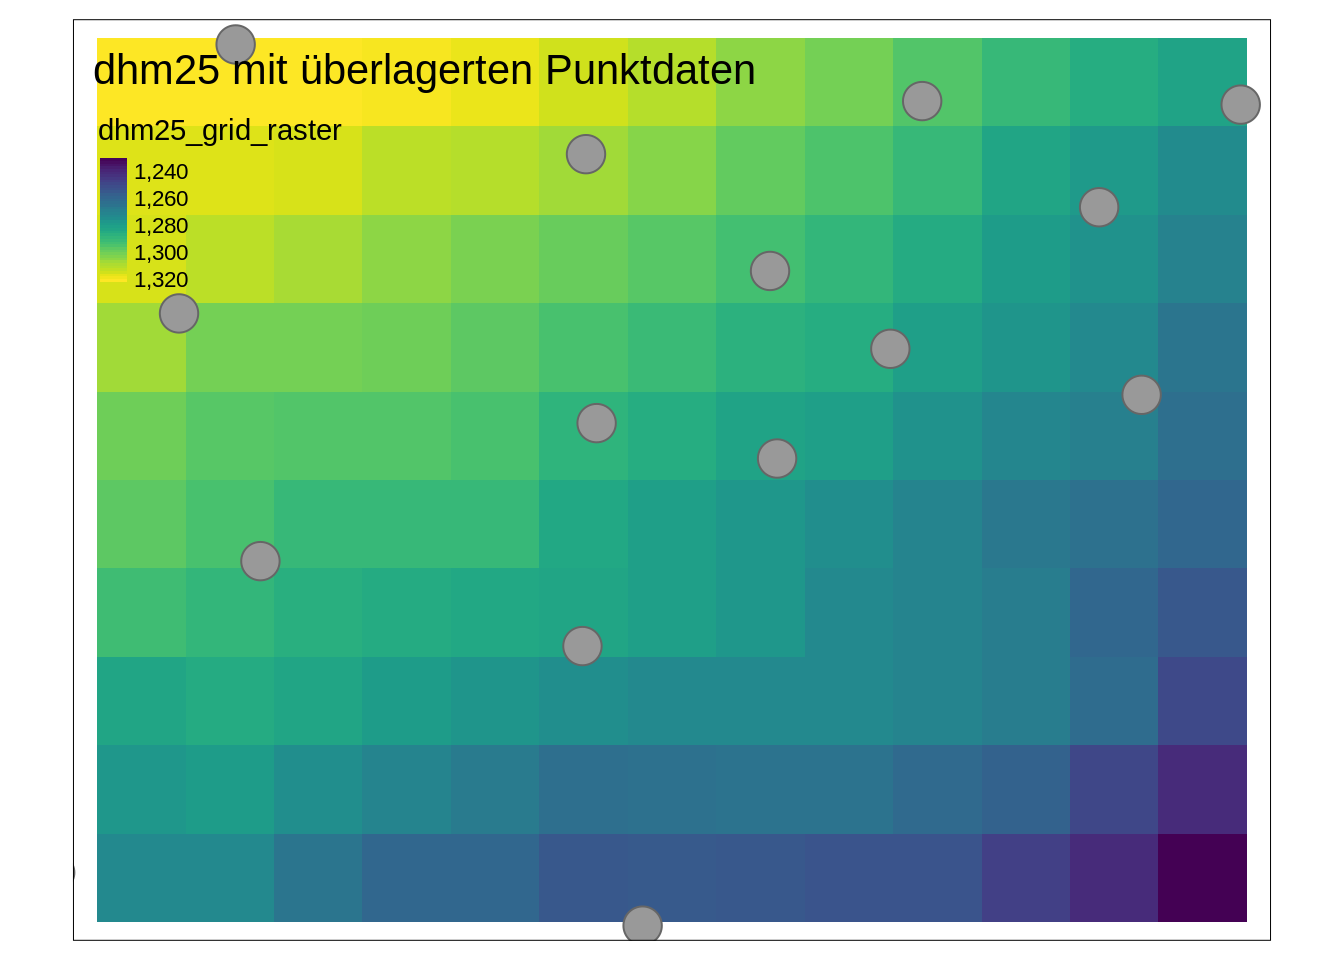 dhm25 mit überlagerten Punktdaten
dhm25_grid_raster
1,240
1,260
1,280
1,300
1,320